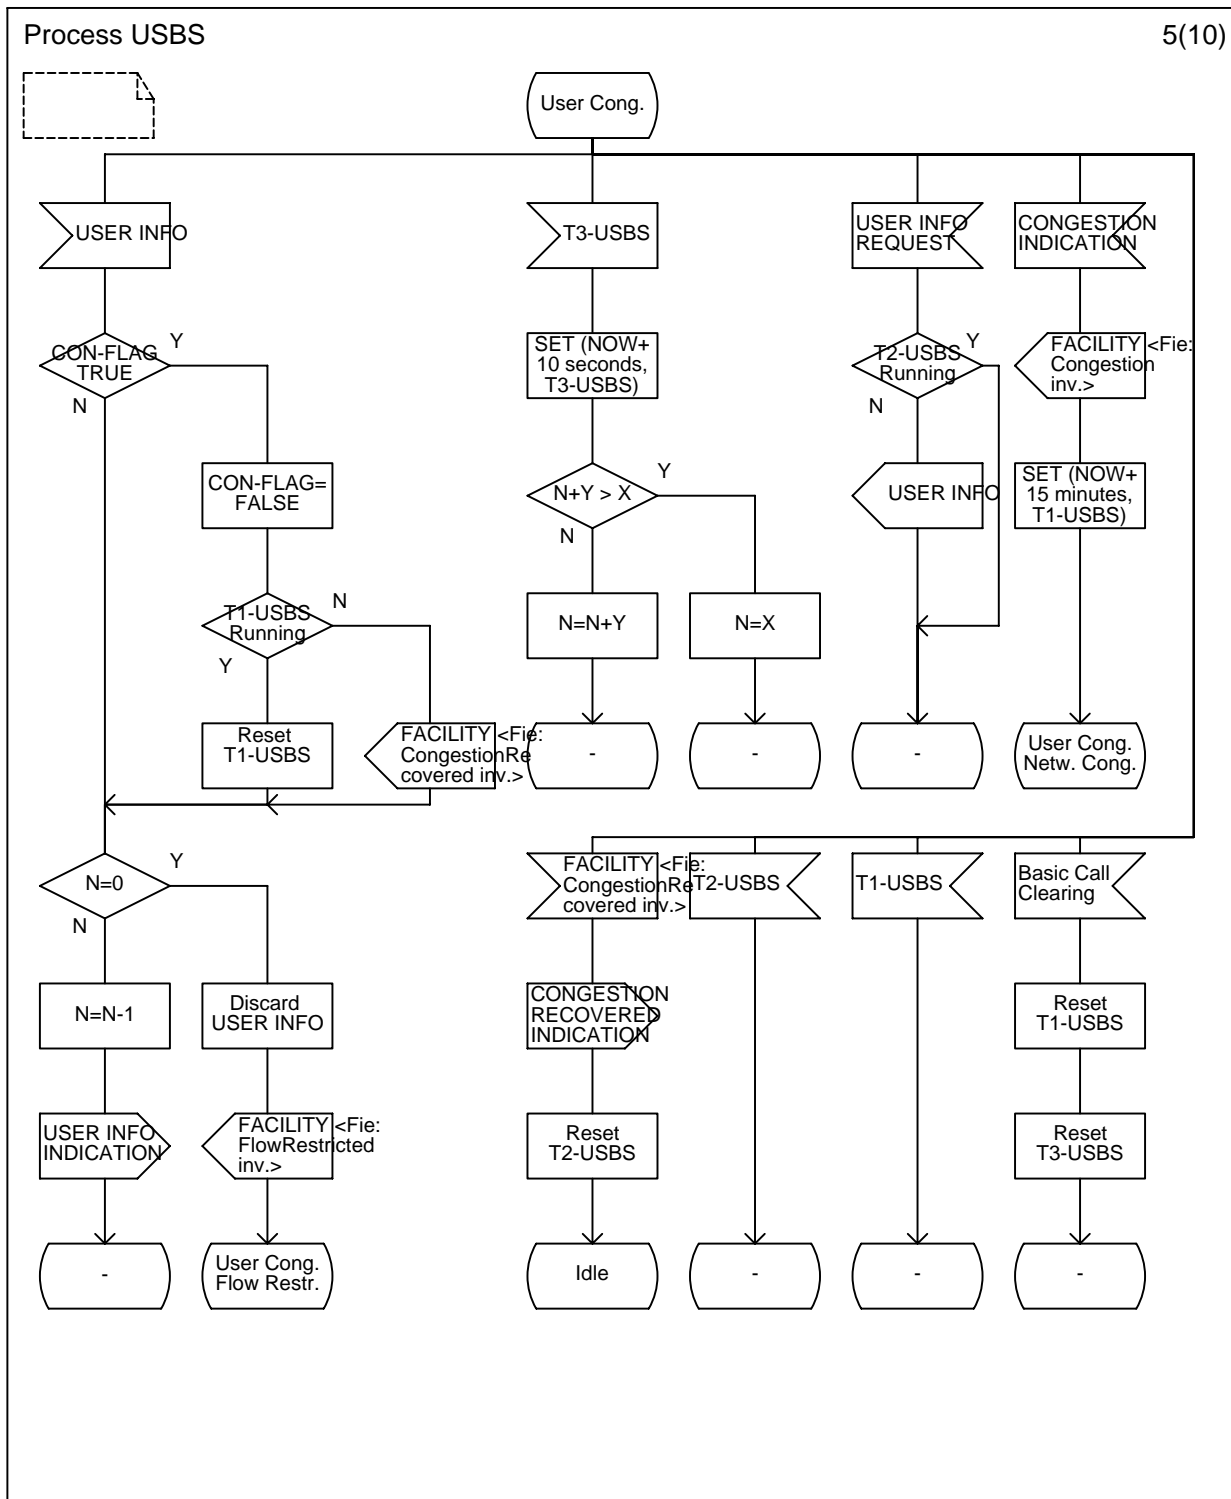 Process USBS
5(10)
User Cong.
USER INFO
T3-USBS
USER INFO
REQUEST
CONGESTION
INDICATION
CON-FLAG
TRUE
Y
N
SET (NOW+
10 seconds,
T3-USBS)
T2-USBS
Running
Y
N
FACILITY <Fie:
Congestion
inv.>
CON-FLAG=
FALSE
N+Y > X
Y
N
USER INFO
SET (NOW+
15 minutes,
T1-USBS)
T1-USBS
Running
N
Y
N=N+Y
N=X
Reset
T1-USBS
FACILITY <Fie:
CongestionRe
covered inv.>
-
-
-
User Cong.
Netw. Cong.
N=0
Y
N
FACILITY <Fie:
CongestionRe
covered inv.>
T2-USBS
T1-USBS
Basic Call
Clearing
N=N-1
Discard
USER INFO
CONGESTION
RECOVERED
INDICATION
Reset
T1-USBS
USER INFO
INDICATION
FACILITY <Fie:
FlowRestricted
inv.>
Reset
T2-USBS
Reset
T3-USBS
-
User Cong.
Flow Restr.
Idle
-
-
-